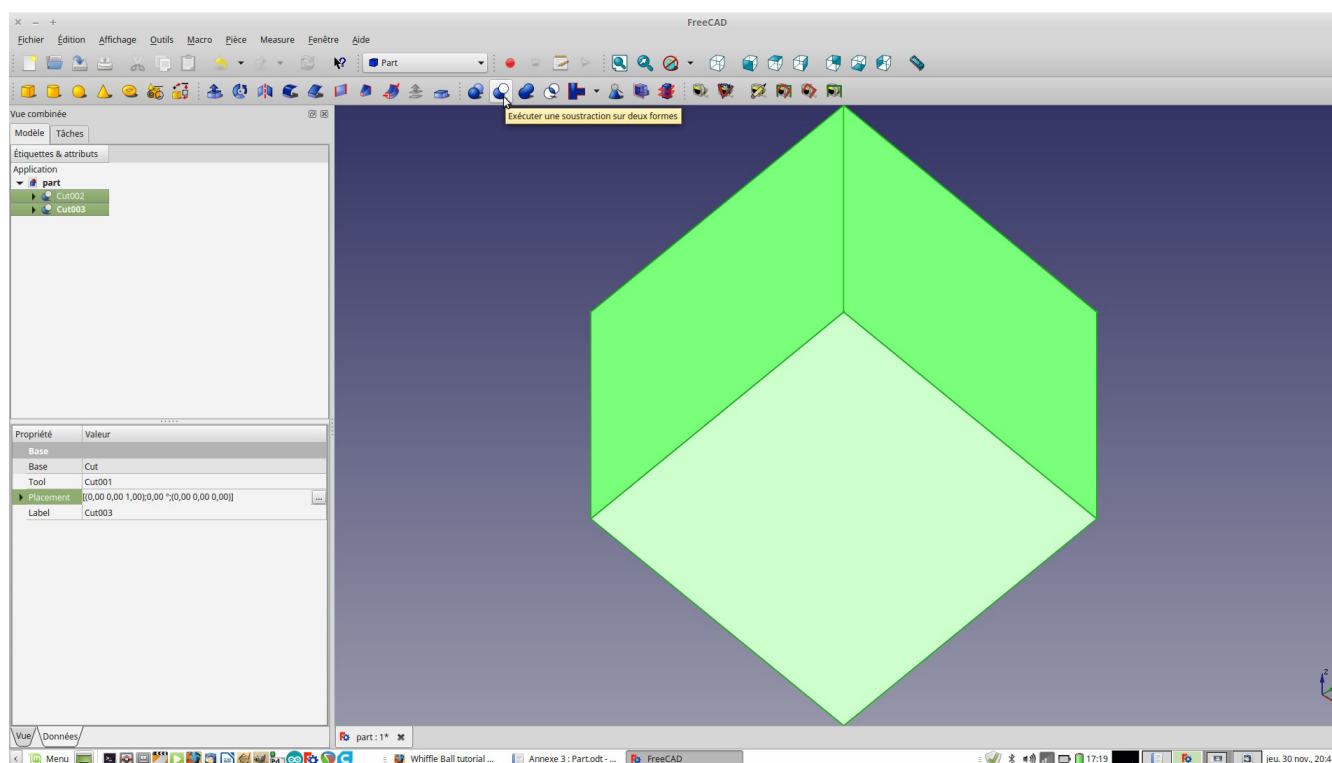 FreeCAD
Fichier Édition Affichage Outils Macro Pièce Measure Fenêtre Aide
Part
Exécuter une soustraction sur deux formes
Vue combinée
Modèle Tâches
Étiquettes & attributs
Application
part
Cut002
Cut003
Propriété Valeur
Base
Base Cut
Tool Cut001
Placement [(0,00 0,00 1,00);0,00 °;(0,00 0,00 0,00)]
...
Label Cut003
z
Vue Données
part : 1*
Menu Whiffle Ball tutorial ... Annexe 3 : Part.odt - ... FreeCAD 17:19 jeu. 30 nov., 20:4